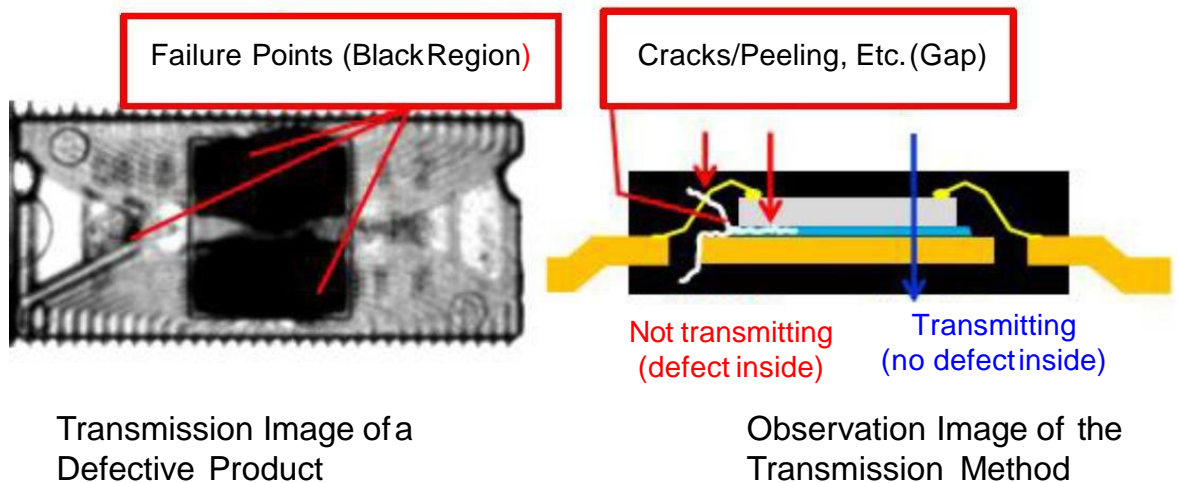 Failure Points (BlackRegion)
Cracks/Peeling, Etc.(Gap)
Not transmitting
(defect inside)
Transmitting
(no defectinside)
Transmission Image ofa
Defective Product
Observation Image of the
Transmission Method